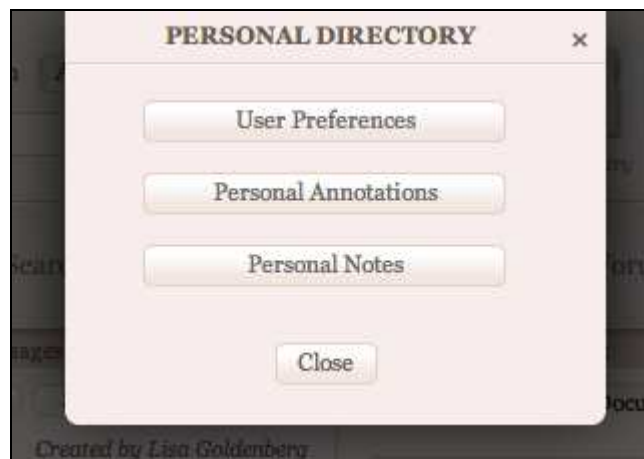 PERSONAL DIRECTORY ×
User Preferences
Personal Annotations
Personal Notes
Close
Created by Lisa Goldenberg